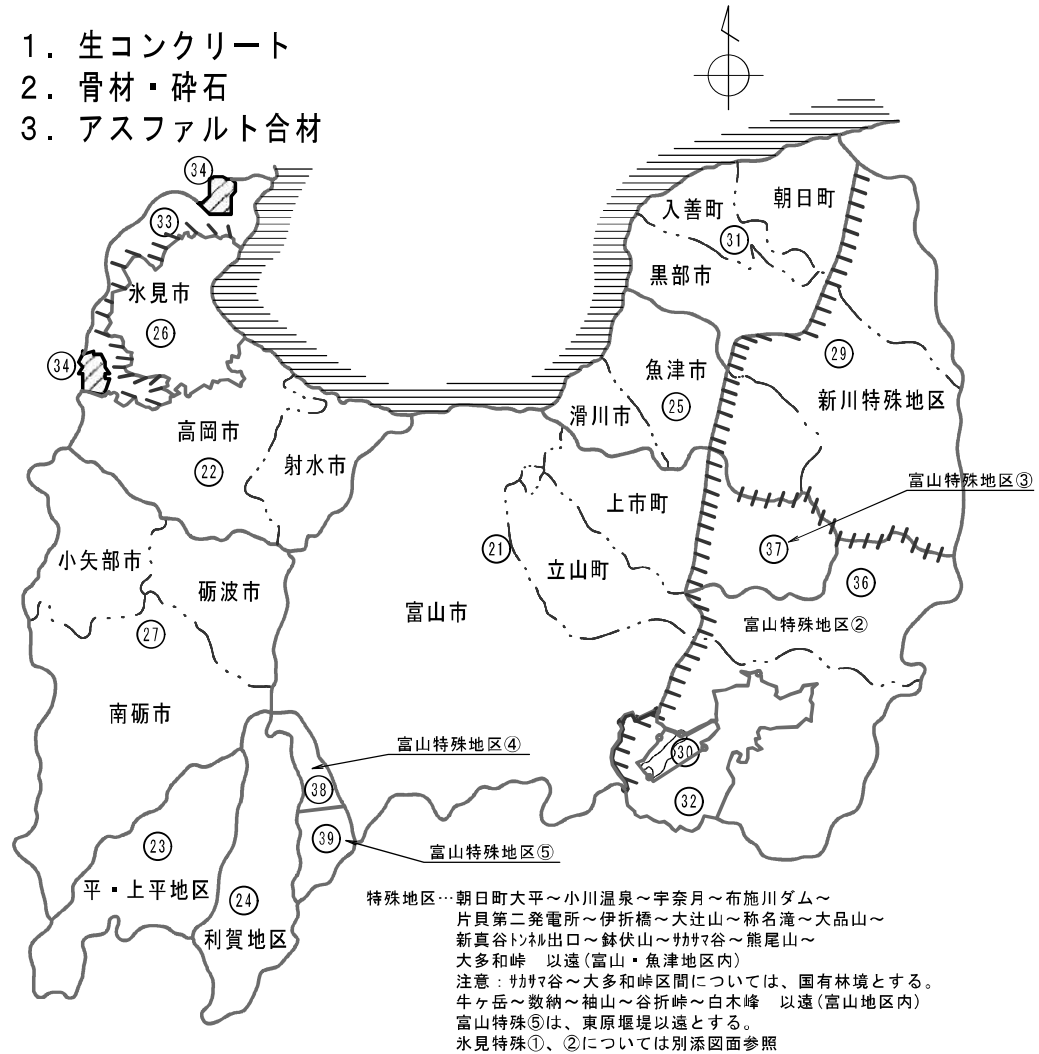 1. 生コンクリート
2. 骨材・砕石
3. アスファルト合材
34
33
氷見市
26
34
入善町
朝日町
31
黒部市
29
魚津市
25
新川特殊地区
滑川市
高岡市
22
射水市
富山特殊地区③
上市町
21
37
小矢部市
立山町
36
砺波市
富山市
27
富山特殊地区②
南砺市
富山特殊地区④
30
38
32
23
39
富山特殊地区⑤
平・上平地区
24
利賀地区
特殊地区…朝日町大平～小川温泉～宇奈月～布施川ダム～
片貝第二発電所～伊折橋～大辻山～称名滝～大品山～
新真谷ﾄﾝﾈﾙ出口～鉢伏山～ｻｶｻﾏ谷～熊尾山～
大多和峠 以遠(富山・魚津地区内)
注意：ｻｶｻﾏ谷～大多和峠区間については、国有林境とする。
牛ヶ岳～数納～袖山～谷折峠～白木峰 以遠(富山地区内)
富山特殊⑤は、東原堰堤以遠とする。
氷見特殊①、②については別添図面参照